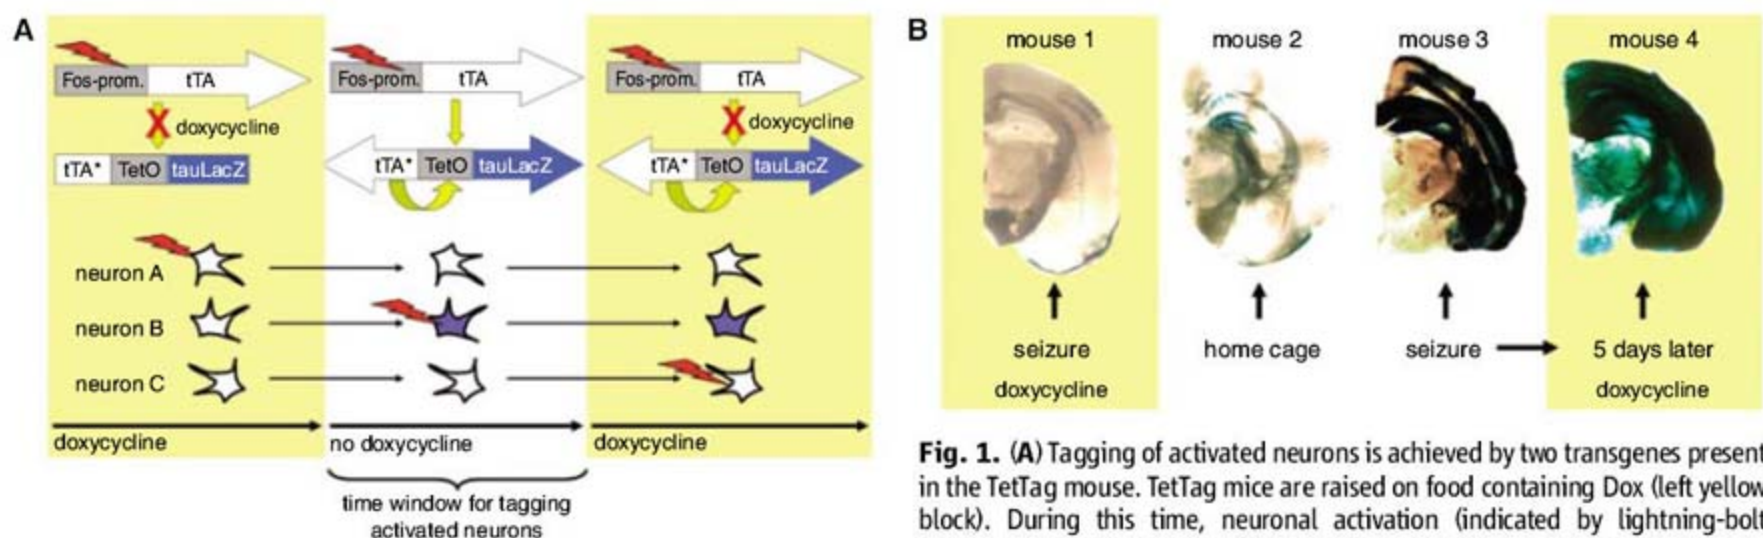 A
Fos-prom. tTA
doxycycline
tTA* TetO tauLacZ
Fos-prom. tTA
tTA* TetO tauLacZ
Fos-prom. tTA
doxycycline
tTA* TetO tauLacZ
neuron A
neuron B
neuron C
doxycycline
no doxycycline
doxycycline
time window for tagging
activated neurons
B
mouse 1
mouse 2
mouse 3
mouse 4
seizure
doxycycline
home cage
seizure
5 days later
doxycycline
Fig. 1. (A) Tagging of activated neurons is achieved by two transgenes present
in the TetTag mouse. TetTag mice are raised on food containing Dox (left yellow
block). During this time, neuronal activation (indicated by lightning-bolt